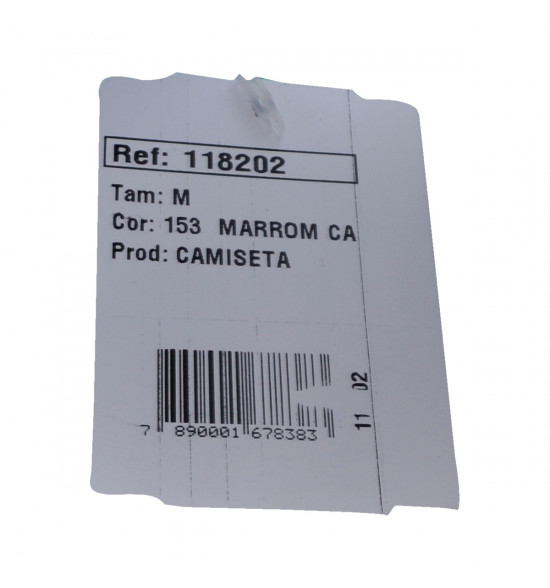 Ref: 118202
Tam: M
Cor: 153 MARROM CA
Prod: CAMISETA
7 890001 678383
11 02